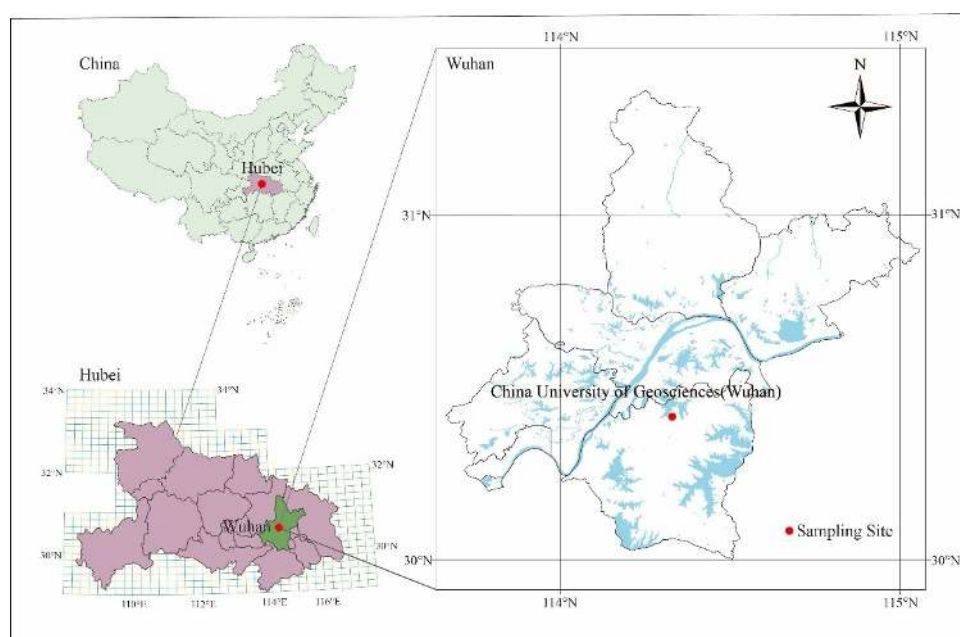 China
Hubei
Hubei
34°N
34°N
32°N
32°N
Wuhan
30°N
30°N
110°E
112°E
114°E
116°E
114°N
115°N
Wuhan
N
31°N
31°N
China University of Geosciences(Wuhan)
Sampling Site
30°N
30°N
114°N
115°N